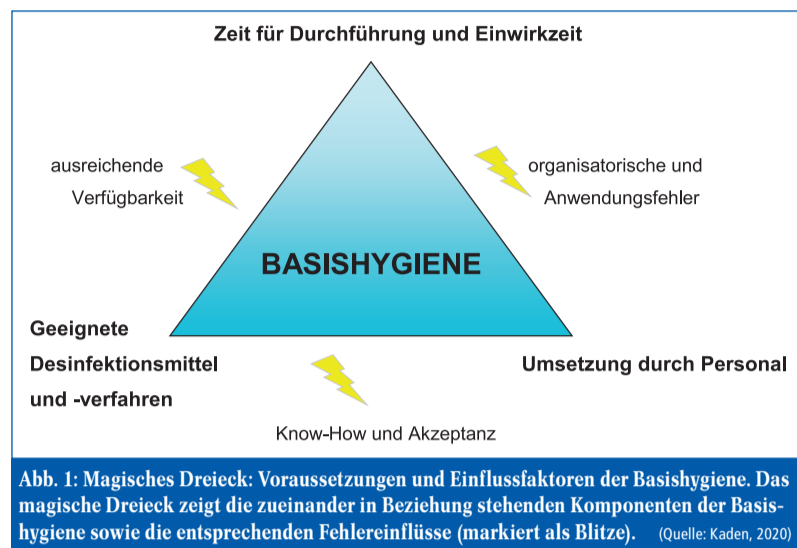 Zeit für Durchführung und Einwirkzeit
ausreichende
Verfügbarkeit
organisatorische und
Anwendungsfehler
BASISHYGIENE
Geeignete
Desinfektionsmittel
und -verfahren
Umsetzung durch Personal
Know-How und Akzeptanz
Abb. 1: Magisches Dreieck: Voraussetzungen und Einflussfaktoren der Basishygiene. Das
magische Dreieck zeigt die zueinander in Beziehung stehenden Komponenten der Basis-
hygiene sowie die entsprechenden Fehlereinflüsse (markiert als Blitze). (Quelle: Kaden, 2020)